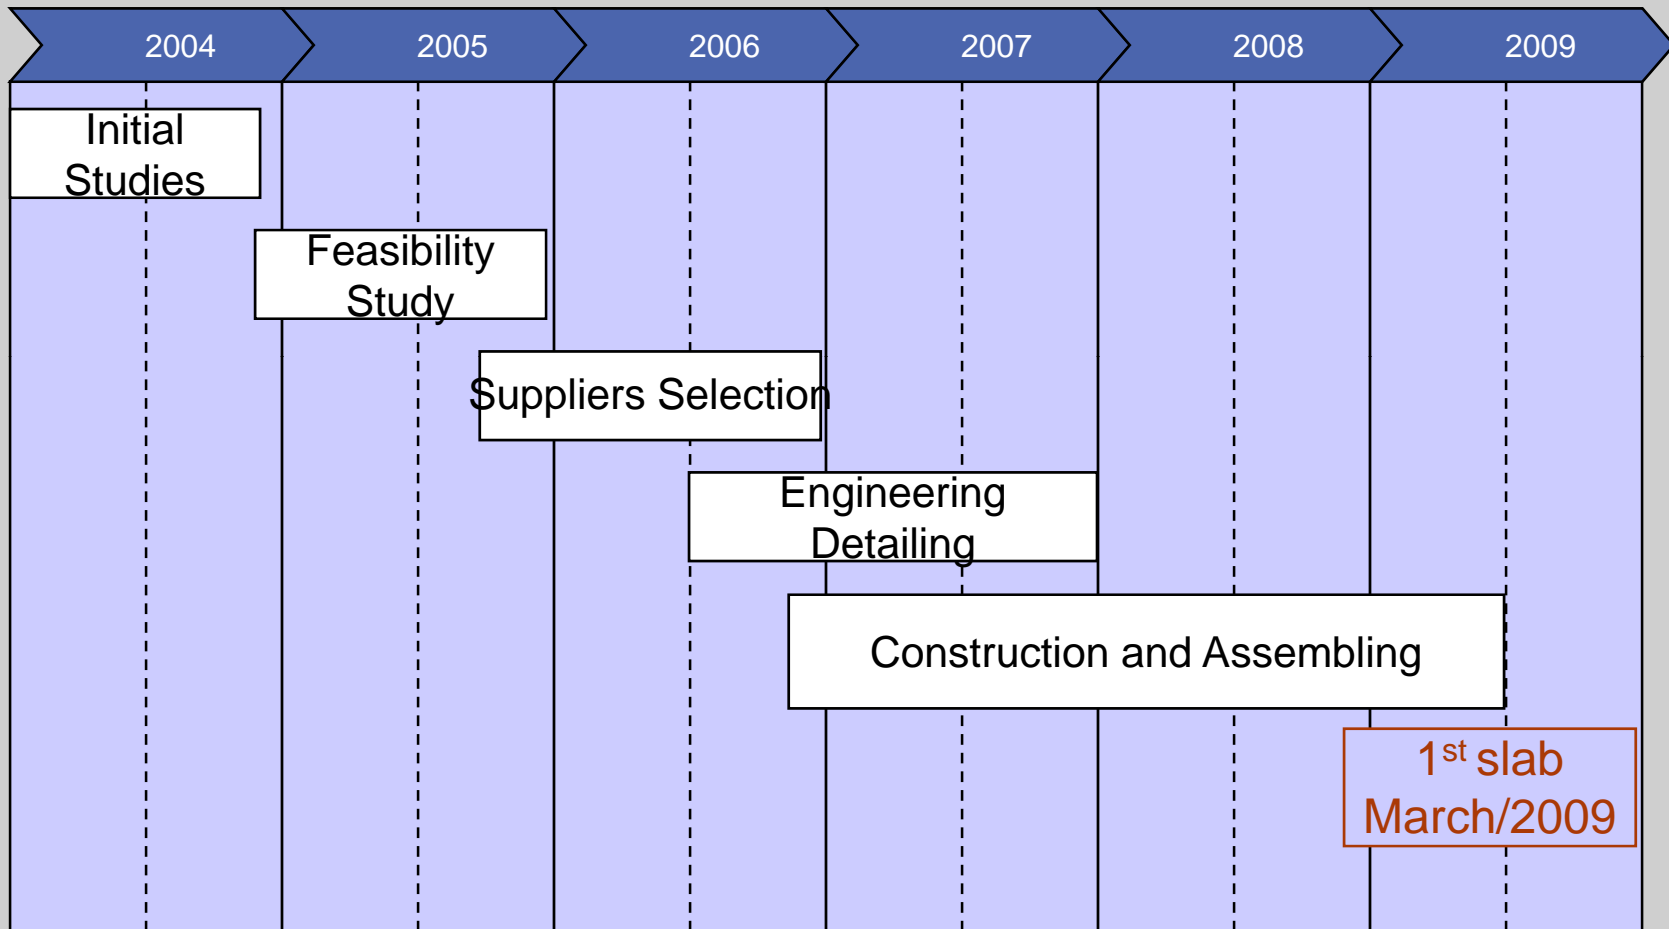 2004 2005 2006 2007 2008 2009
Initial
Studies
Feasibility
Study
Suppliers Selection
Engineering
Detailing
Construction and Assembling
1st slab
March/2009